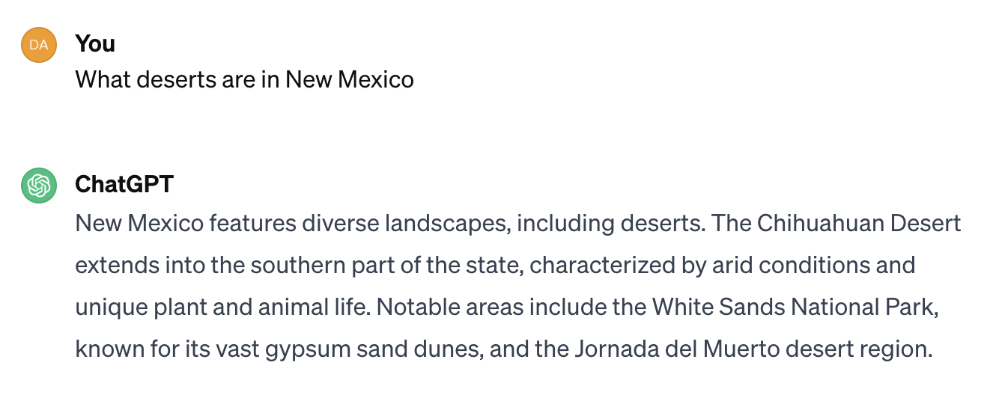 DA
You
What deserts are in New Mexico
ChatGPT
New Mexico features diverse landscapes, including deserts. The Chihuahuan Desert
extends into the southern part of the state, characterized by arid conditions and
unique plant and animal life. Notable areas include the White Sands National Park,
known for its vast gypsum sand dunes, and the Jornada del Muerto desert region.